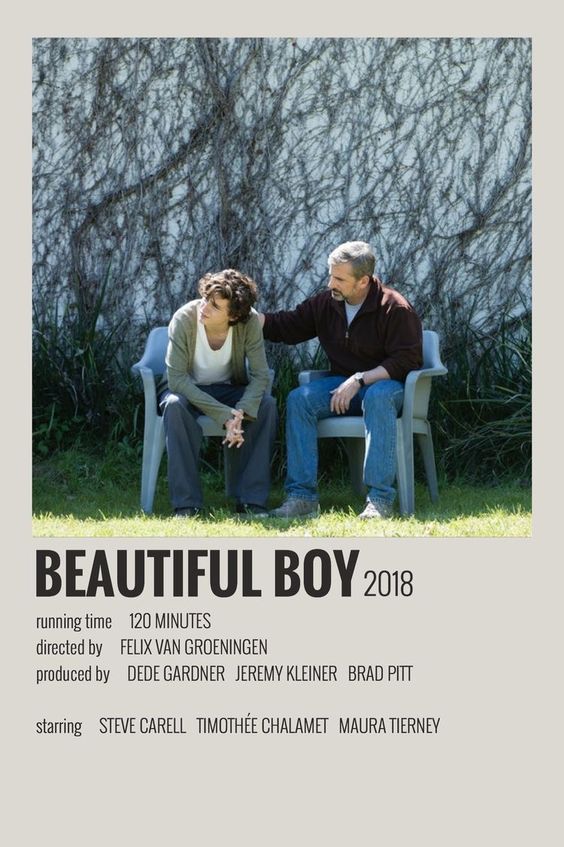 BEAUTIFUL BOY 2018
running time 120 MINUTES
directed by FELIX VAN GROENINGEN
produced by DEDE GARDNER JEREMY KLEINER BRAD PITT
starring STEVE CARELL TIMOTHÉE CHALAMET MAURA TIERNEY